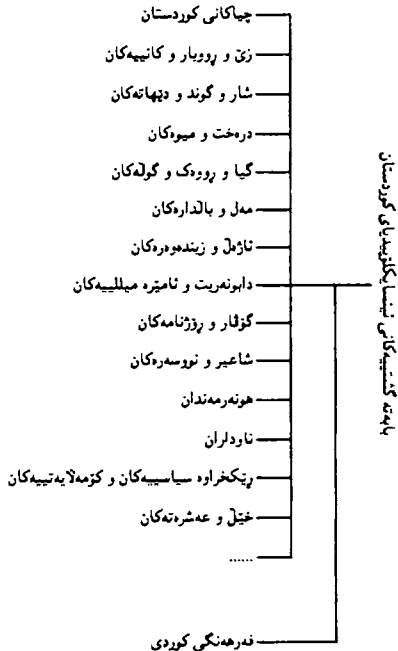 بابەتە گشتییەکانی ئینسایکلۆپیدیای کوردستان
چیاکانی کوردستان
زێ و ڕووبار و کانییەکان
شار و گوند و دێهاتەکان
درەخت و میوەکان
گیا و ڕووەک و گوڵەکان
مەل و باڵدارەکان
ئاژەڵ و زیندەوەرەکان
دابونەریت و ئامێرە میللییەکان
گۆڤار و ڕۆژنامەکان
شاعیر و نووسەرەکان
هونەرمەندان
ناوداران
ڕێکخراوە سیاسییەکان و کۆمەڵایەتییەکان
خێڵ و عەشرەتەکان
......
فەرهەنگی کوردی